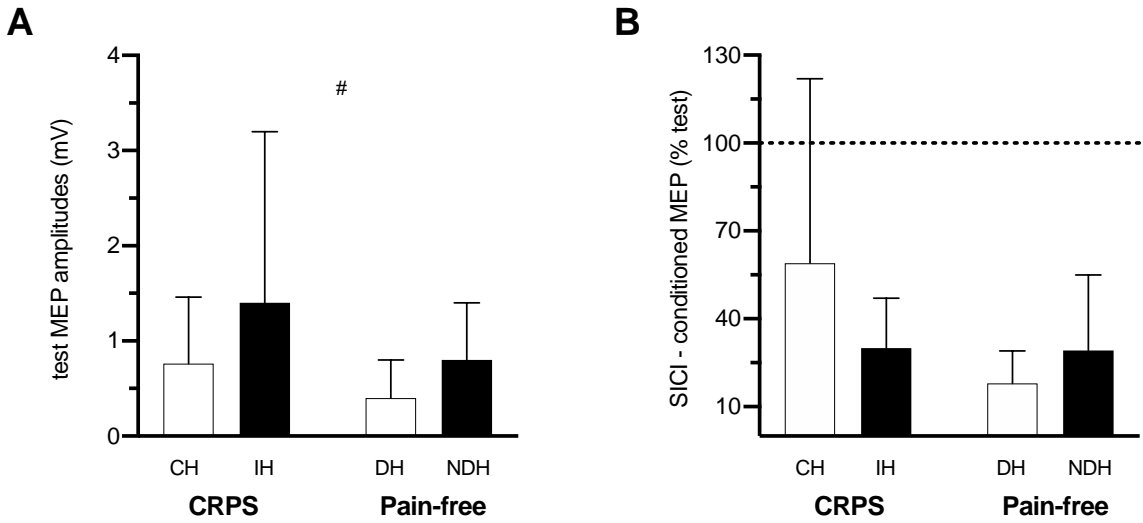 A
test MEP amplitudes (mV)
4
3
2
1
0
#
CH IH DH NDH
CRPS Pain-free
B
SICI - conditioned MEP (% test)
130
100
70
40
10
CH IH DH NDH
CRPS Pain-free